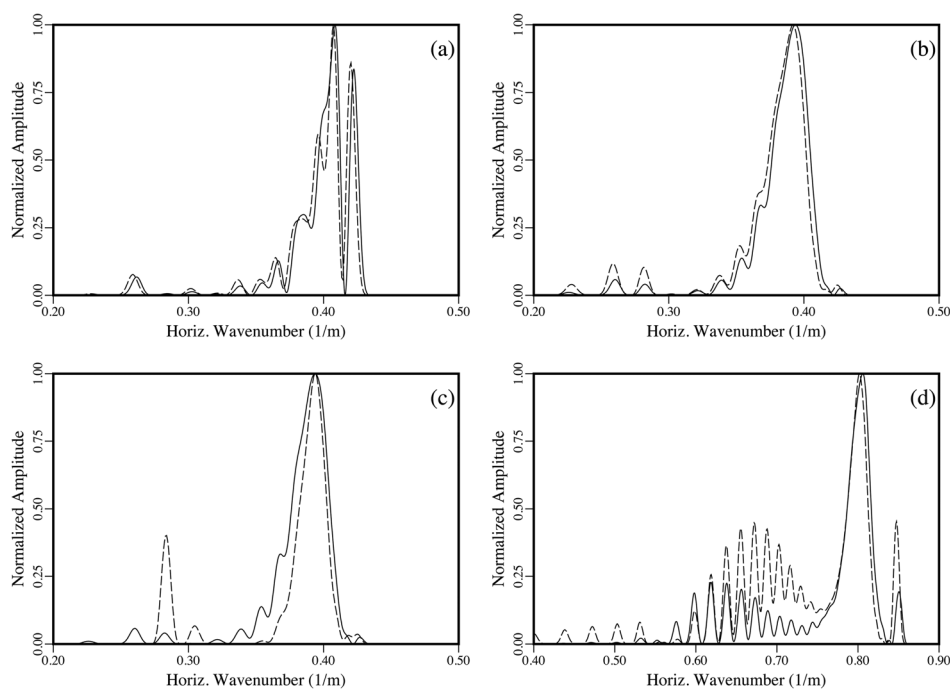 (a)
1.00
0.75
0.50
0.25
0.00
Normalized Amplitude
0.20 0.30 0.40 0.50
Horiz. Wavenumber (1/m)
(b)
1.00
0.75
0.50
0.25
0.00
Normalized Amplitude
0.20 0.30 0.40 0.50
Horiz. Wavenumber (1/m)
(c)
1.00
0.75
0.50
0.25
0.00
Normalized Amplitude
0.20 0.30 0.40 0.50
Horiz. Wavenumber (1/m)
(d)
1.00
0.75
0.50
0.25
0.00
Normalized Amplitude
0.40 0.50 0.60 0.70 0.80 0.90
Horiz. Wavenumber (1/m)